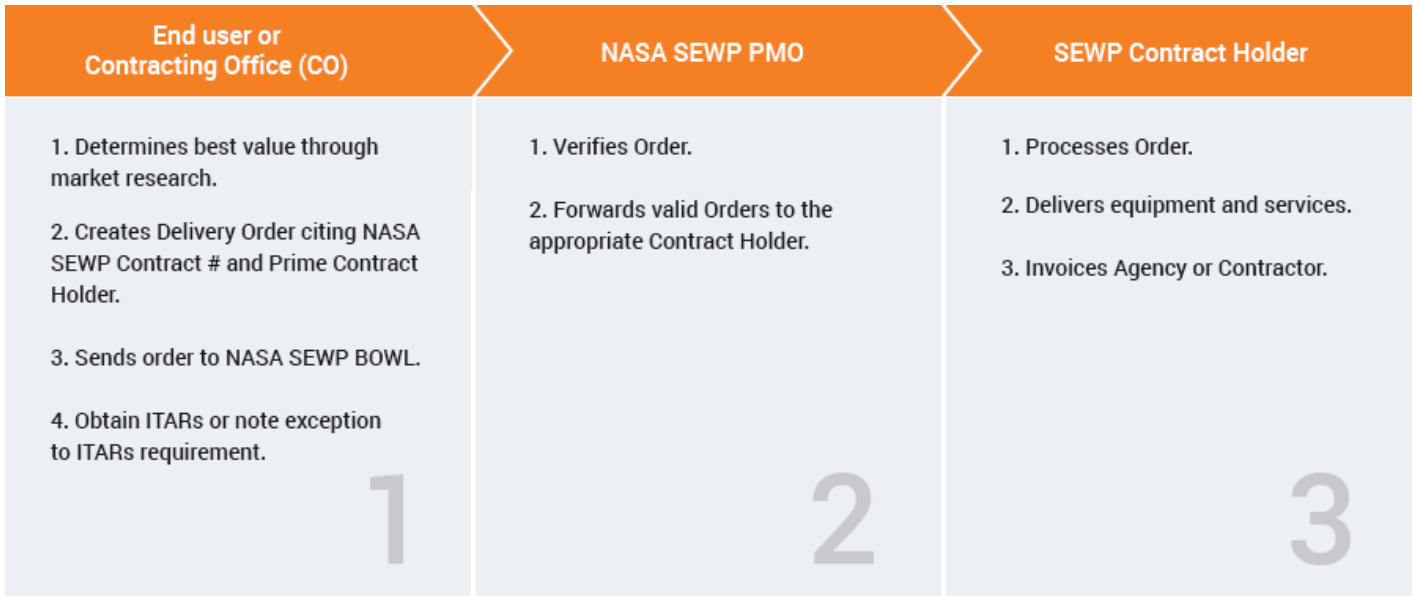 End user or
Contracting Office (CO)
1. Determines best value through
market research.
2. Creates Delivery Order citing NASA
SEWP Contract # and Prime Contract
Holder.
3. Sends order to NASA SEWP BOWL.
4. Obtain ITARs or note exception
to ITARs requirement.
1
NASA SEWP PMO
1. Verifies Order.
2. Forwards valid Orders to the
appropriate Contract Holder.
2
SEWP Contract Holder
1. Processes Order.
2. Delivers equipment and services.
3. Invoices Agency or Contractor.
3